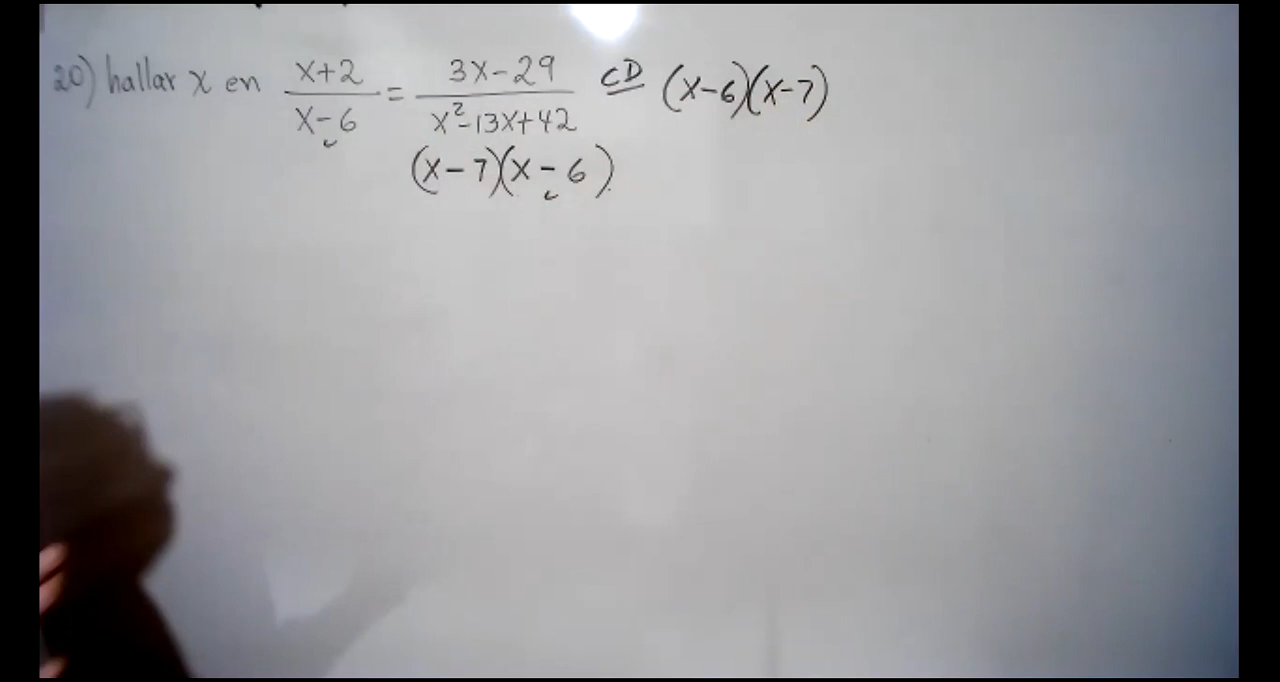 20) hallar x en x+2/x-6 = 3x-29/x²-13x+42 CD (x-6)(x-7)
(x-7)(x-6)